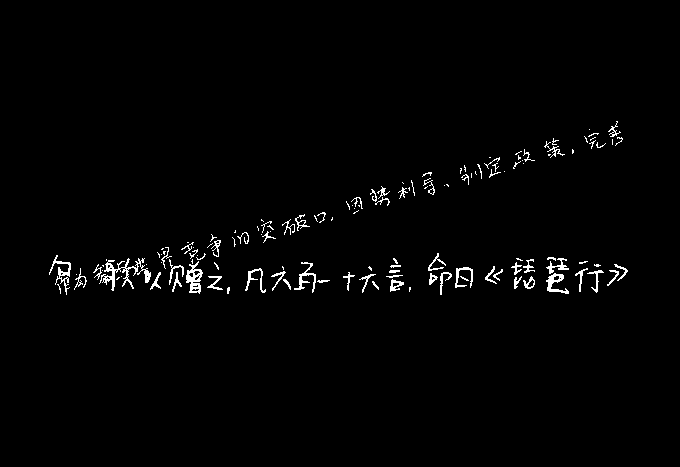 界竞争的突破口，因势利导、制定政策，完善
歌以赠之，凡六百一十六言，命曰《琵琶行》